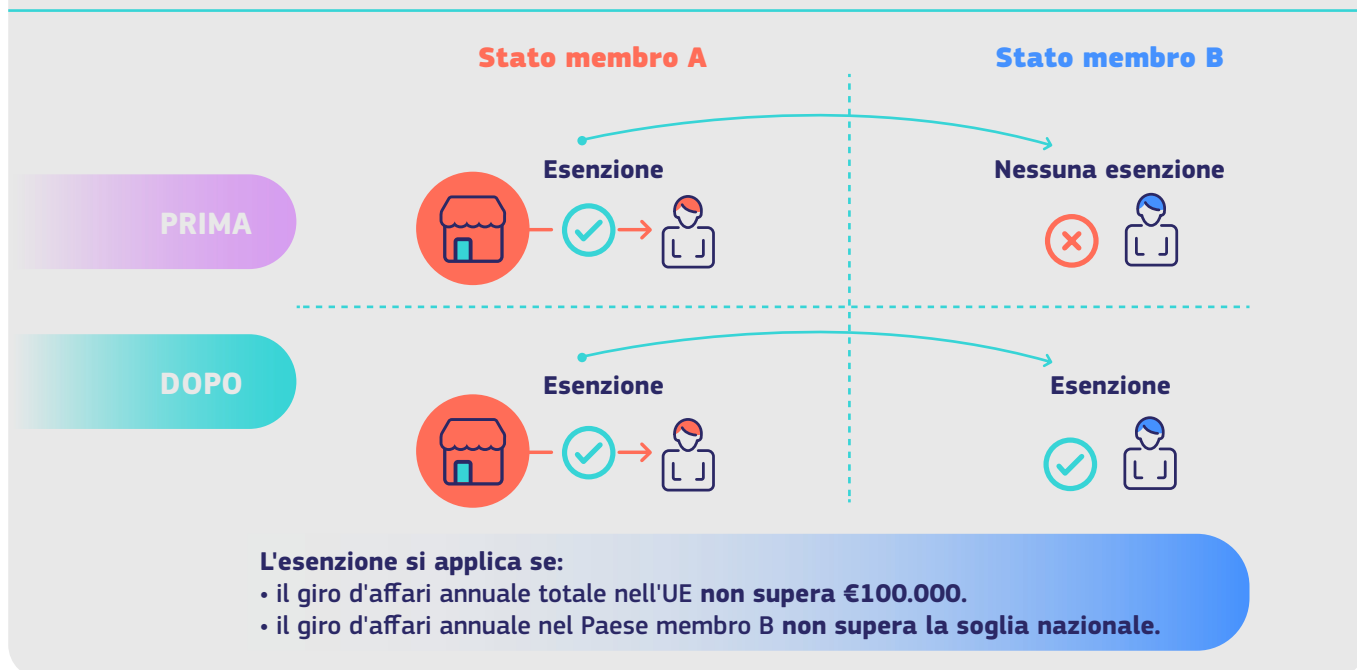 Stato membro A
Stato membro B
PRIMA
Esenzione
Nessuna esenzione
DOPO
Esenzione
Esenzione
L'esenzione si applica se:
• il giro d'affari annuale totale nell'UE non supera €100.000.
• il giro d'affari annuale nel Paese membro B non supera la soglia nazionale.